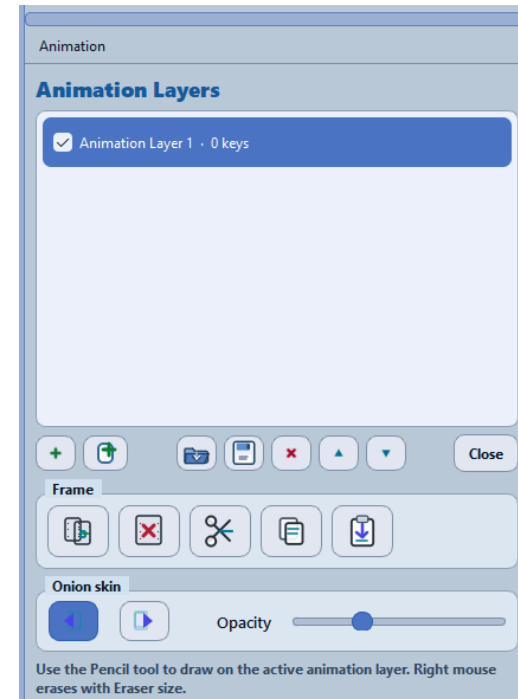 Animation
Animation Layers
Animation Layer 1 · 0 keys
Close
Frame
Onion skin
Opacity
Use the Pencil tool to draw on the active animation layer. Right mouse
erases with Eraser size.